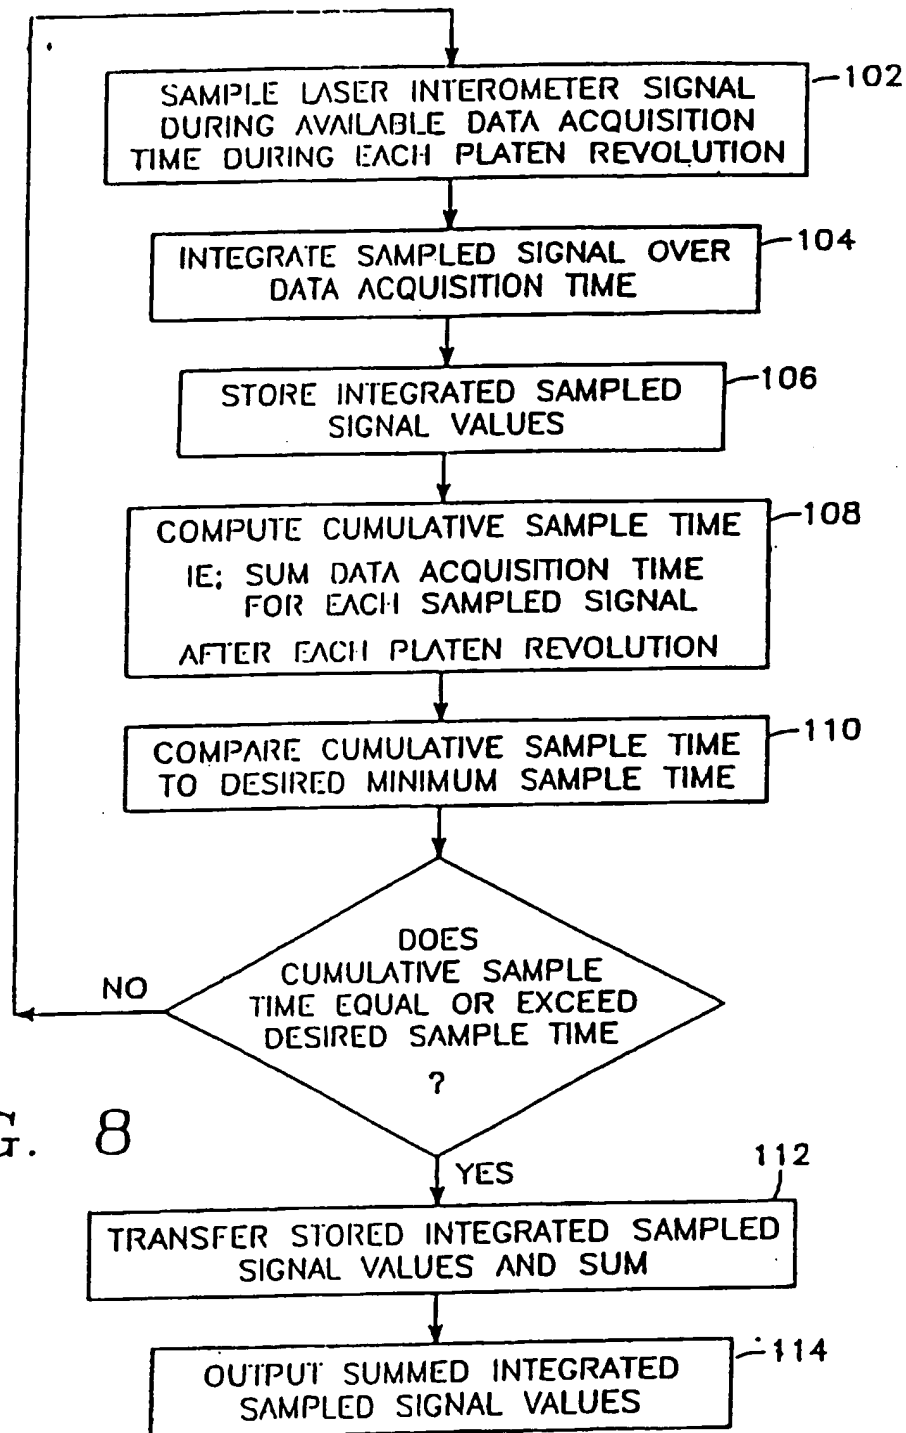 SAMPLE LASER INTEROMETER SIGNAL
DURING AVAILABLE DATA ACQUISITION
TIME DURING EACH PLATEN REVOLUTION
102
INTEGRATE SAMPLED SIGNAL OVER
DATA ACQUISITION TIME
104
STORE INTEGRATED SAMPLED
SIGNAL VALUES
106
COMPUTE CUMULATIVE SAMPLE TIME
IE; SUM DATA ACQUISITION TIME
FOR EACH SAMPLED SIGNAL
AFTER EACH PLATEN REVOLUTION
108
COMPARE CUMULATIVE SAMPLE TIME
TO DESIRED MINIMUM SAMPLE TIME
110
DOES
CUMULATIVE SAMPLE
TIME EQUAL OR EXCEED
DESIRED SAMPLE TIME
?
NO
G. 8
YES
112
TRANSFER STORED INTEGRATED SAMPLED
SIGNAL VALUES AND SUM
OUTPUT SUMMED INTEGRATED
SAMPLED SIGNAL VALUES
114